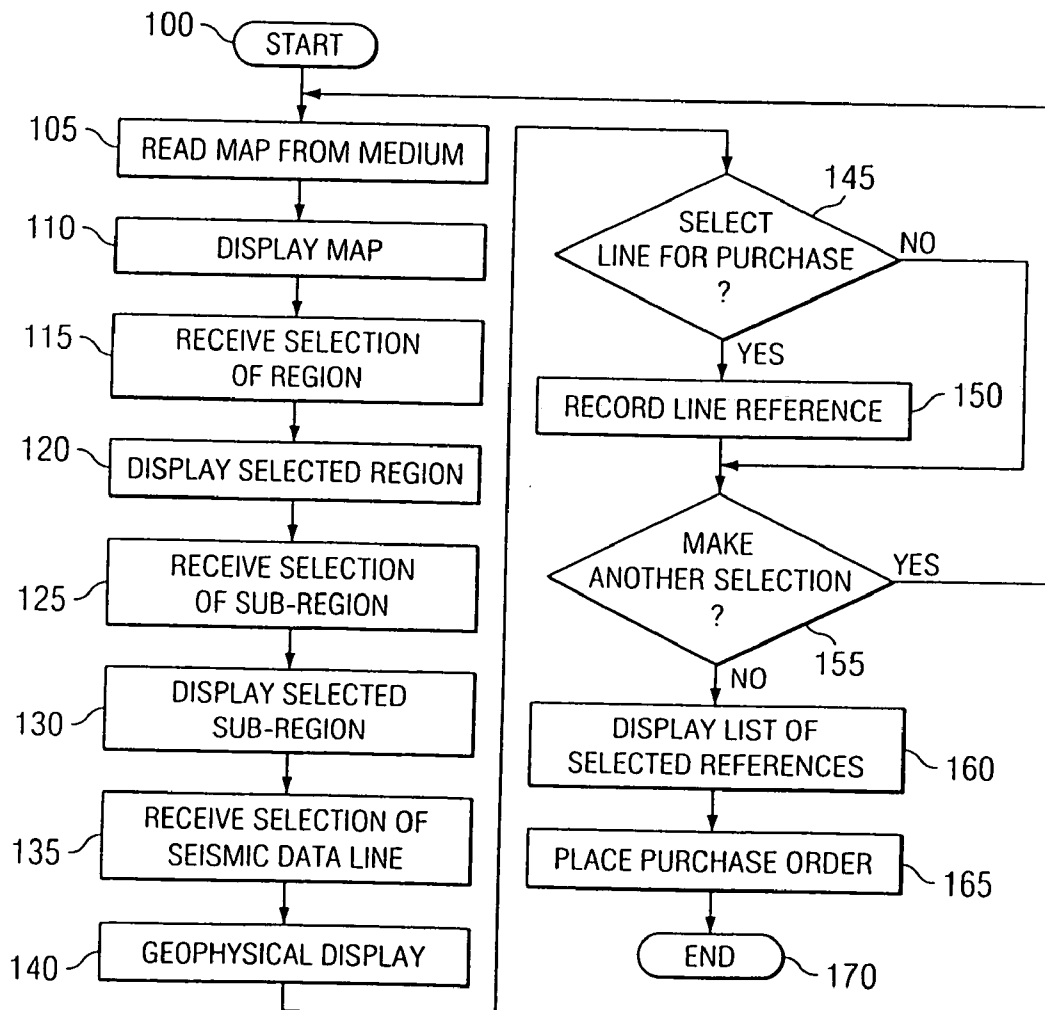 100
START
105
READ MAP FROM MEDIUM
110
DISPLAY MAP
115
RECEIVE SELECTION
OF REGION
120
DISPLAY SELECTED REGION
125
RECEIVE SELECTION
OF SUB-REGION
130
DISPLAY SELECTED
SUB-REGION
135
RECEIVE SELECTION OF
SEISMIC DATA LINE
140
GEOPHYSICAL DISPLAY
145
SELECT
LINE FOR PURCHASE
?
NO
YES
RECORD LINE REFERENCE
150
MAKE
ANOTHER SELECTION
?
YES
155
NO
DISPLAY LIST OF
SELECTED REFERENCES
160
PLACE PURCHASE ORDER
165
END
170